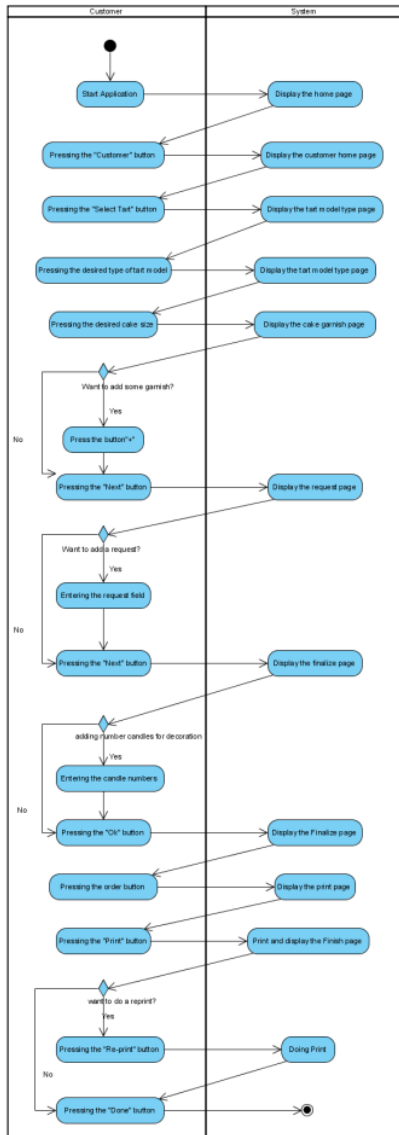 Customer
System
Start Application
Display the home page
Pressing the "Customer" button
Display the customer home page
Pressing the "Select Tart" button
Display the tart model type page
Pressing the desired type of tart model
Display the tart model type page
Pressing the desired cake size
Display the cake garnish page
Want to add some garnish?
Yes
No
Press the button"+"
Pressing the "Next" button
Display the request page
Want to add a request?
Yes
Entering the request field
No
Pressing the "Next" button
Display the finalize page
adding number candles for decoration
Yes
Entering the candle numbers
No
Pressing the "Ok" button
Display the Finalize page
Pressing the order button
Display the print page
Pressing the "Print" button
Print and display the Finish page
want to do a reprint?
Yes
Pressing the "Re-print" button
Doing Print
No
Pressing the "Done" button